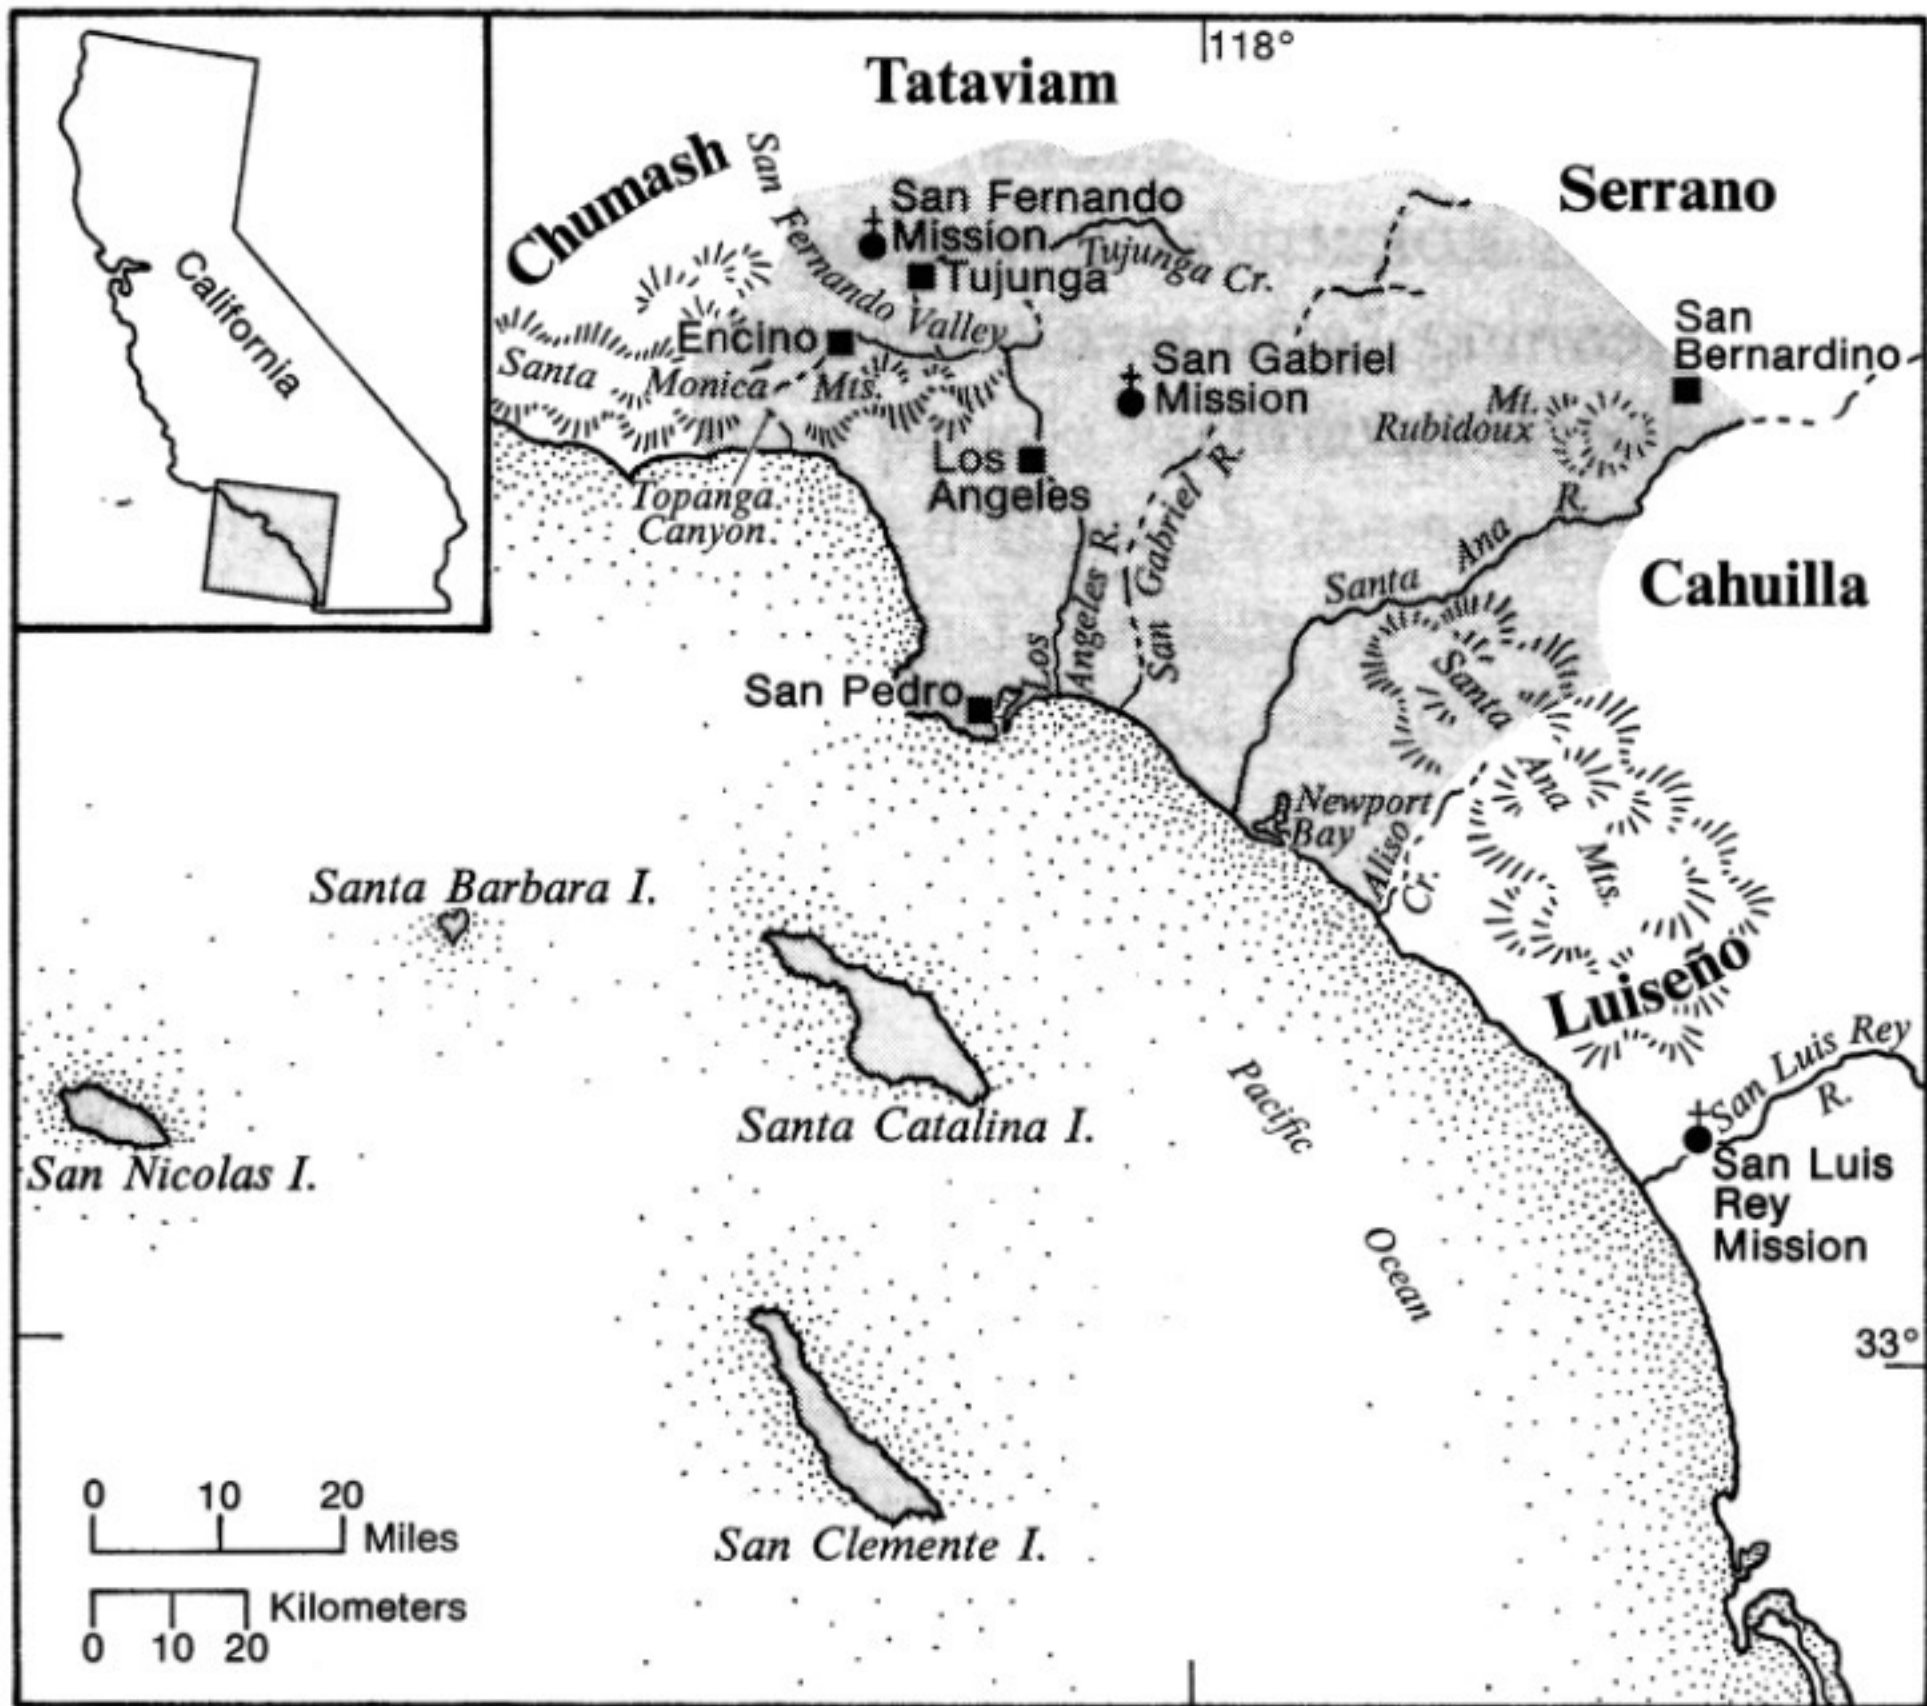 118°
Tataviam
Chumash
Serrano
California
San Fernando Valley
San Fernando
Mission
Tujunga Cr.
Tujunga
San
Bernardino
Encino
San Gabriel
Mission
Santa Monica Mts.
Mt.
Rubidoux
Los
Angeles
Topanga
Canyon
Santa Ana R.
Cahuilla
Los
Angeles R.
San Gabriel R.
San Pedro
Santa Ana Mts.
Newport
Bay
Aliso
Cr.
Santa Barbara I.
Luiseño
San Luis Rey
R.
Santa Catalina I.
Pacific
Ocean
San Nicolas I.
San Luis
Rey
Mission
33°
0 10 20
Miles
San Clemente I.
Kilometers
0 10 20